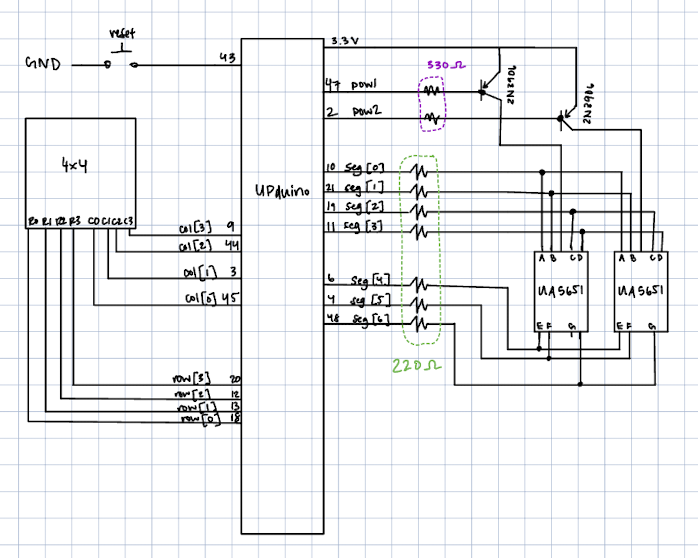 reset
GND
43
3.3V
530Ω
2N3906
2N3906
47 pow1
2 pow2
4x4
R0 R1 R2 R3 C0 C1 C2 C3
UPduino
10 seg[0]
21 seg[1]
19 seg[2]
11 seg[3]
col[3] 9
col[2] 44
col[1] 3
col[0] 45
A B C D
A B C D
UA5651
UA5651
E F G
E F G
6 seg[4]
4 seg[5]
48 seg[6]
220Ω
row[3] 20
row[2] 12
row[1] 13
row[0] 18